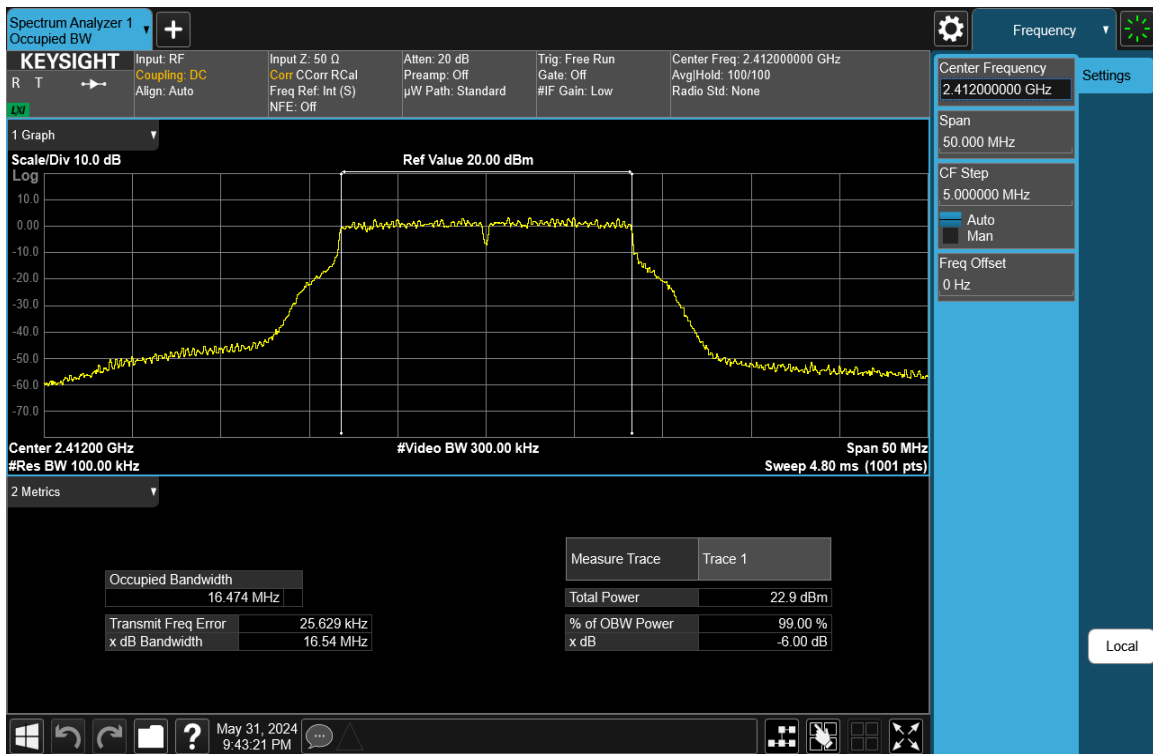 Spectrum Analyzer 1
Occupied BW
+
Frequency
KEYSIGHT
R T
LXI
Input: RF
Coupling: DC
Align: Auto
Input Z: 50 Ω
Corr CCorr RCal
Freq Ref: Int (S)
NFE: Off
Atten: 20 dB
Preamp: Off
µW Path: Standard
Trig: Free Run
Gate: Off
#IF Gain: Low
Center Freq: 2.412000000 GHz
Avg|Hold: 100/100
Radio Std: None
Center Frequency
2.412000000 GHz
Settings
Span
50.000 MHz
CF Step
5.000000 MHz
Auto
Man
Freq Offset
0 Hz
Local
1 Graph
Scale/Div 10.0 dB
Ref Value 20.00 dBm
Log
10.0
0.00
-10.0
-20.0
-30.0
-40.0
-50.0
-60.0
-70.0
Center 2.41200 GHz
#Video BW 300.00 kHz
Span 50 MHz
#Res BW 100.00 kHz
Sweep 4.80 ms (1001 pts)
2 Metrics
Measure Trace Trace 1
Occupied Bandwidth
16.474 MHz
Total Power 22.9 dBm
Transmit Freq Error 25.629 kHz
% of OBW Power 99.00 %
x dB Bandwidth 16.54 MHz
x dB -6.00 dB
?
May 31, 2024
9:43:21 PM